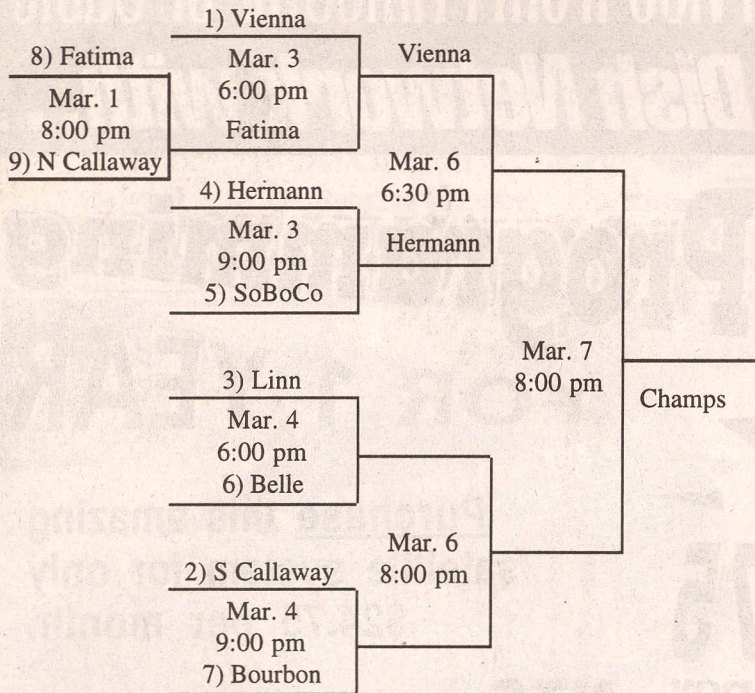 1) Vienna
Mar. 3
6:00 pm
Fatima
8) Fatima
Mar. 1
8:00 pm
9) N Callaway
Vienna
Mar. 6
6:30 pm
Hermann
4) Hermann
Mar. 3
9:00 pm
5) SoBoCo
Mar. 7
8:00 pm
Champs
3) Linn
Mar. 4
6:00 pm
6) Belle
Mar. 6
8:00 pm
2) S Callaway
Mar. 4
9:00 pm
7) Bourbon